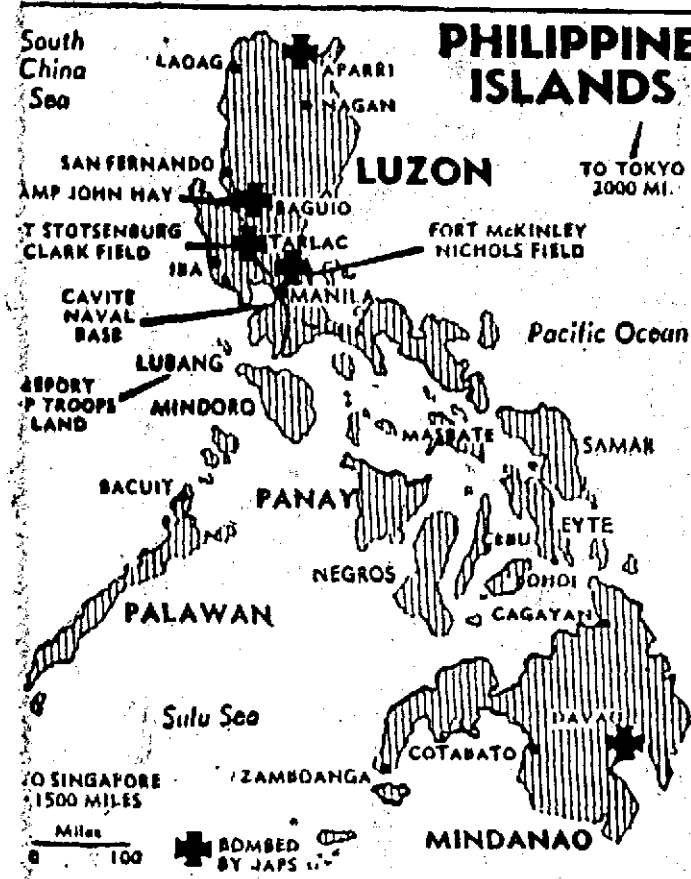 South
China
Sea
PHILIPPINE
ISLANDS
LAOAG
APARRI
NAGAN
TO TOKYO
2000 MI.
SAN FERNANDO
LUZON
AMP JOHN HAY
BAGUIO
T STOTSENBURG
CLARK FIELD
TARLAC
FORT McKINLEY
NICHOLS FIELD
IBA
MANILA
CAVITE
NAVAL
BASE
Pacific Ocean
LUBANG
REPORT
P TROOPS
LAND
MINDORO
MASBATE
SAMAR
BACUIT
PANAY
EYTE
CEBU
NEGROS
BOHOL
PALAWAN
CAGAYAN
Sulu Sea
DAVAO
COTABATO
O SINGAPORE
1500 MILES
ZAMBOANGA
Miles
0 100
BOMBED
BY JAPS
MINDANAO